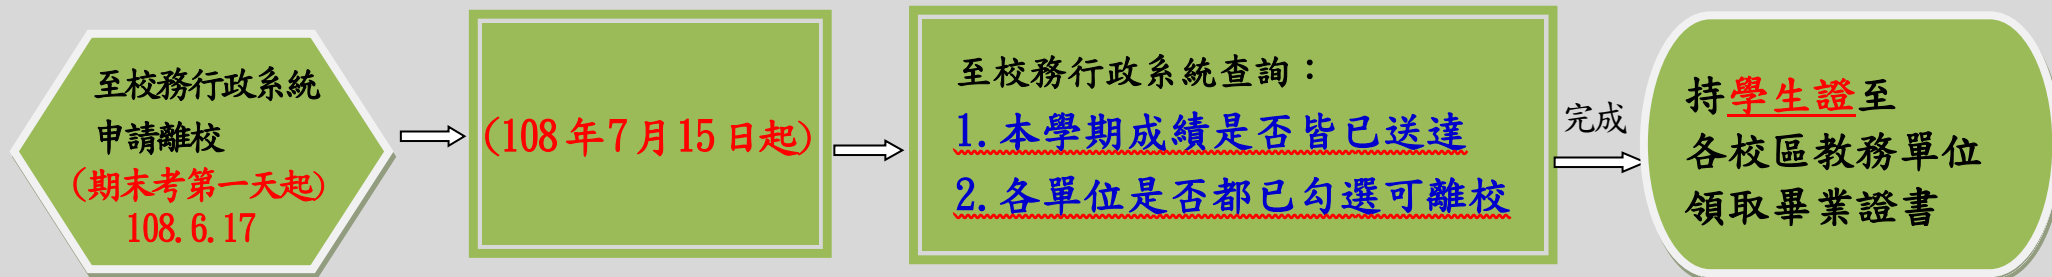 至校務行政系統
申請離校
(期末考第一天起)
108.6.17
(108年7月15日起)
至校務行政系統查詢：
1.本學期成績是否皆已送達
2.各單位是否都已勾選可離校
完成
持學生證至
各校區教務單位
領取畢業證書